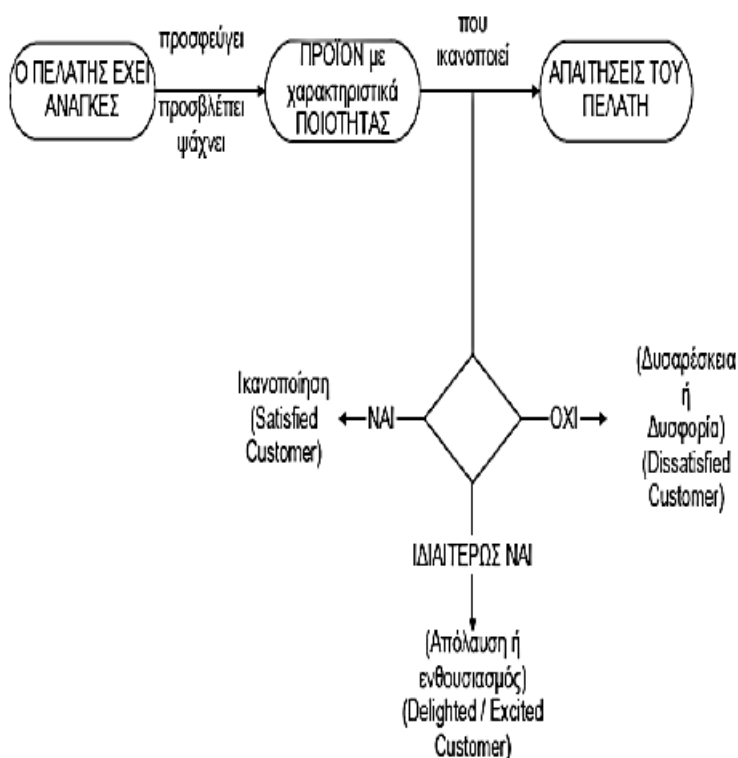 Ο ΠΕΛΑΤΗΣ ΕΧΕΙ
ΑΝΑΓΚΕΣ
προσφεύγει
προσβλέπει
ψάχνει
ΠΡΟΪΟΝ με
χαρακτηριστικά
ΠΟΙΟΤΗΤΑΣ
που
ικανοποιεί
ΑΠΑΙΤΗΣΕΙΣ ΤΟΥ
ΠΕΛΑΤΗ
Ικανοποίηση
(Satisfied
Customer)
ΝΑΙ
ΟΧΙ
(Δυσαρέσκεια
ή
Δυσφορία)
(Dissatisfied
Customer)
ΙΔΙΑΙΤΕΡΩΣ ΝΑΙ
(Απόλαυση ή
ενθουσιασμός)
(Delighted / Excited
Customer)